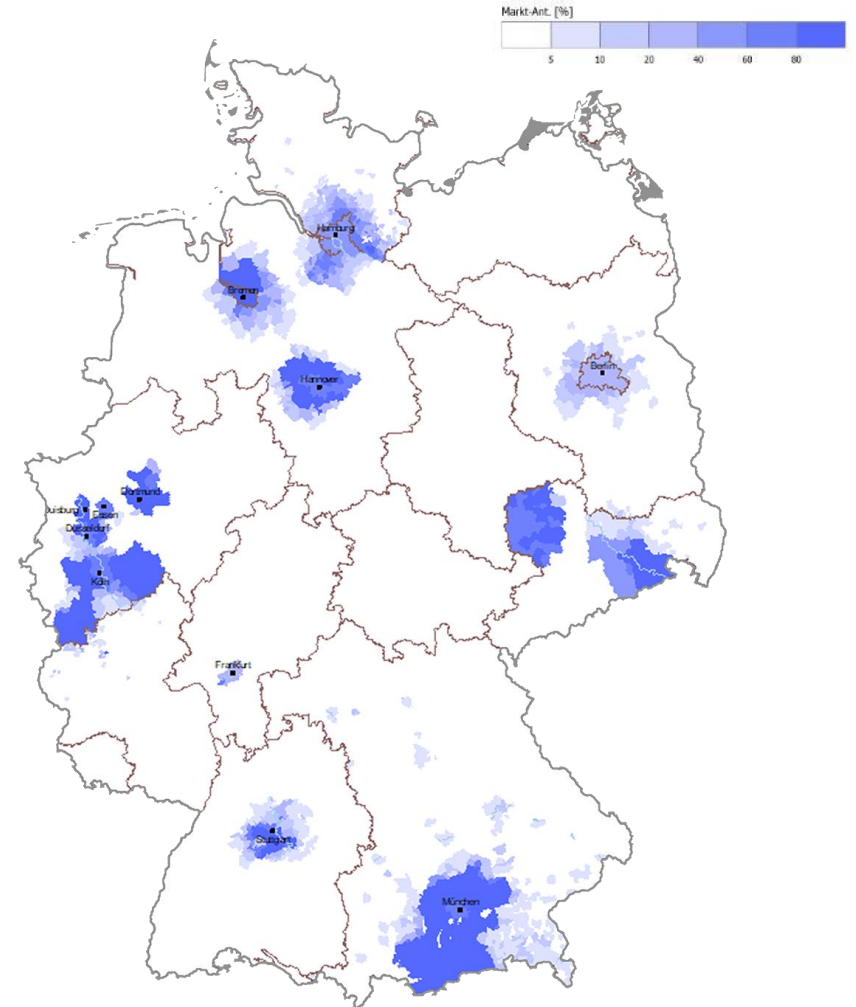 Markt-Ant. [%]
5 10 20 40 60 80
Hamburg
Bremen
Berlin
Hannover
Dortmund
uisburg
Essen
Düsseldorf
Köln
Frankfurt
Stuttgart
München